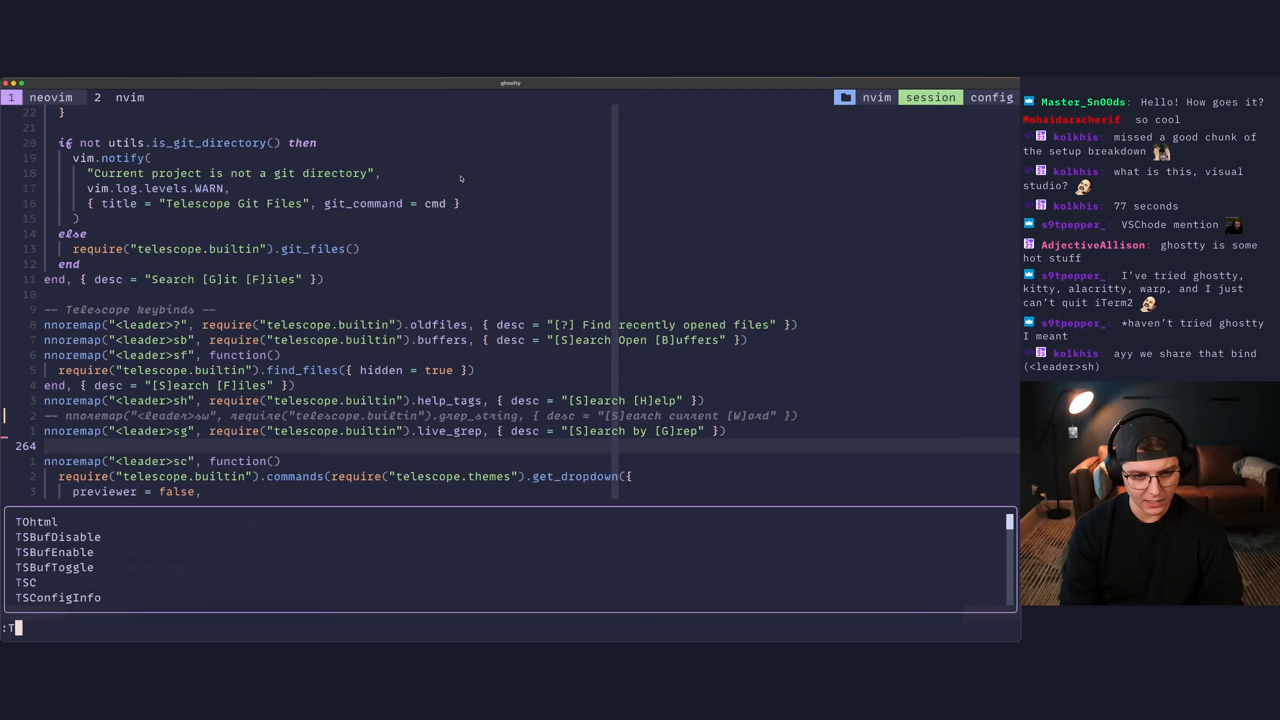 ghostty
1 neovim 2 nvim nvim session config
22 }
21
20 if not utils.is_git_directory() then
19 vim.notify(
18 "Current project is not a git directory",
17 vim.log.levels.WARN,
16 { title = "Telescope Git Files", git_command = cmd }
15 )
14 else
13 require("telescope.builtin").git_files()
12 end
11 end, { desc = "Search [G]it [F]iles" })
10
9 -- Telescope keybinds --
8 nnoremap("<leader>?", require("telescope.builtin").oldfiles, { desc = "[?] Find recently opened files" })
7 nnoremap("<leader>sb", require("telescope.builtin").buffers, { desc = "[S]earch Open [B]uffers" })
6 nnoremap("<leader>sf", function()
5 require("telescope.builtin").find_files({ hidden = true })
4 end, { desc = "[S]earch [F]iles" })
3 nnoremap("<leader>sh", require("telescope.builtin").help_tags, { desc = "[S]earch [H]elp" })
2 -- nnoremap("<leader>sw", require("telescope.builtin").grep_string, { desc = "[S]earch current [W]ord" })
1 nnoremap("<leader>sg", require("telescope.builtin").live_grep, { desc = "[S]earch by [G]rep" })
264
1 nnoremap("<leader>sc", function()
2 require("telescope.builtin").commands(require("telescope.themes").get_dropdown({
3 previewer = false,
TOhtml
TSBufDisable
TSBufEnable
TSBufToggle
TSC
TSConfigInfo
:T
Master_Sn00ds: Hello! How goes it?
Mohaidaracherif: so cool
kolkhis: missed a good chunk of
the setup breakdown
kolkhis: what is this, visual
studio?
kolkhis: 77 seconds
s9tpepper_: VSChode mention
AdjectiveAllison: ghostty is some
hot stuff
s9tpepper_: I've tried ghostty,
kitty, alacritty, warp, and I just
can't quit iTerm2
s9tpepper_: *haven't tried ghostty
I meant
kolkhis: ayy we share that bind
(<leader>sh)